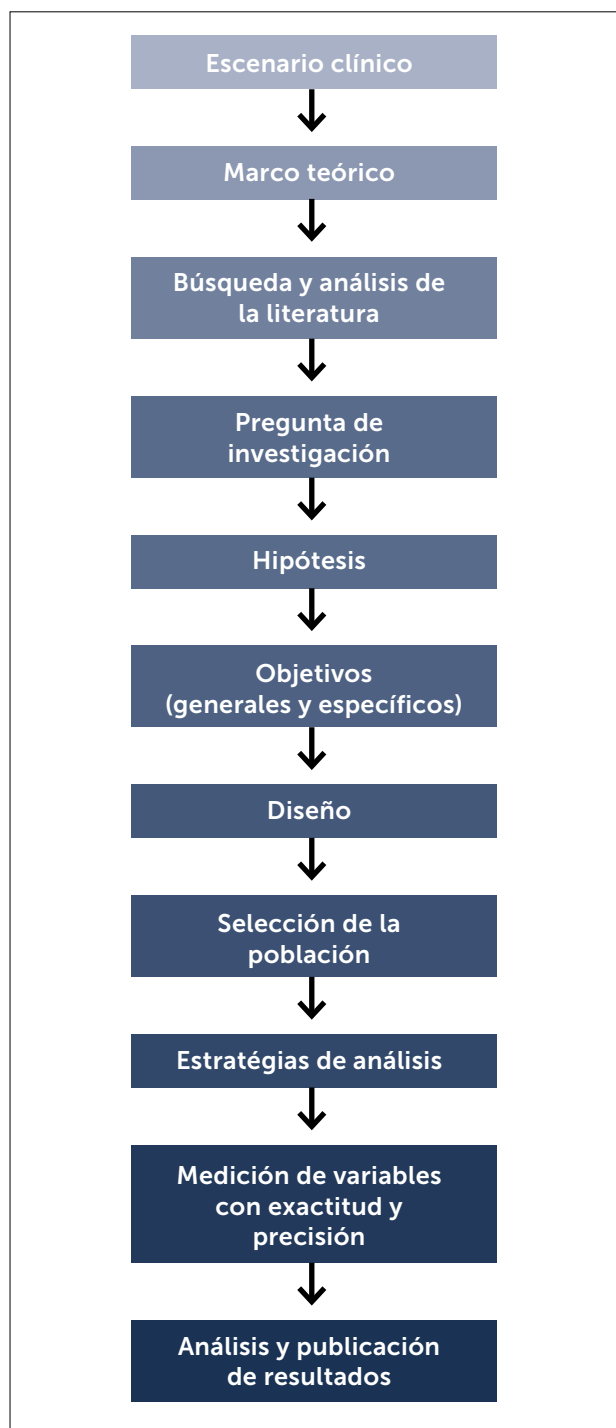 Escenario clínico
Marco teórico
Búsqueda y análisis de
la literatura
Pregunta de
investigación
Hipótesis
Objetivos
(generales y específicos)
Diseño
Selección de la
población
Estratégias de análisis
Medición de variables
con exactitud y
precisión
Análisis y publicación
de resultados